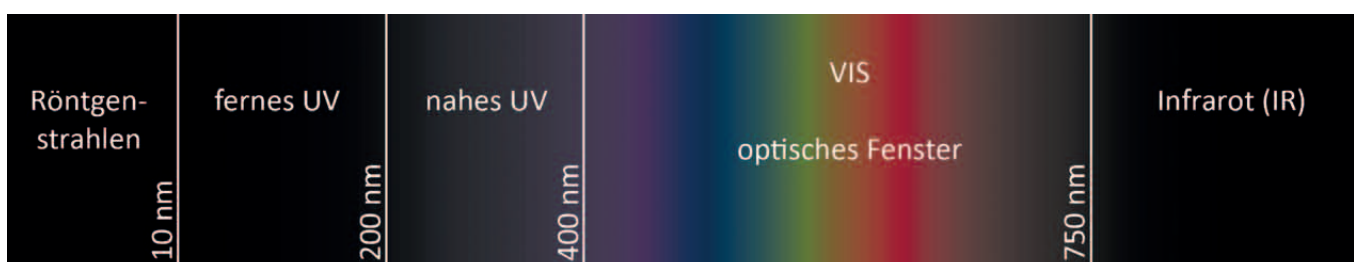 Röntgen-
strahlen
10 nm
fernes UV
200 nm
nahes UV
400 nm
VIS
optisches Fenster
750 nm
Infrarot (IR)